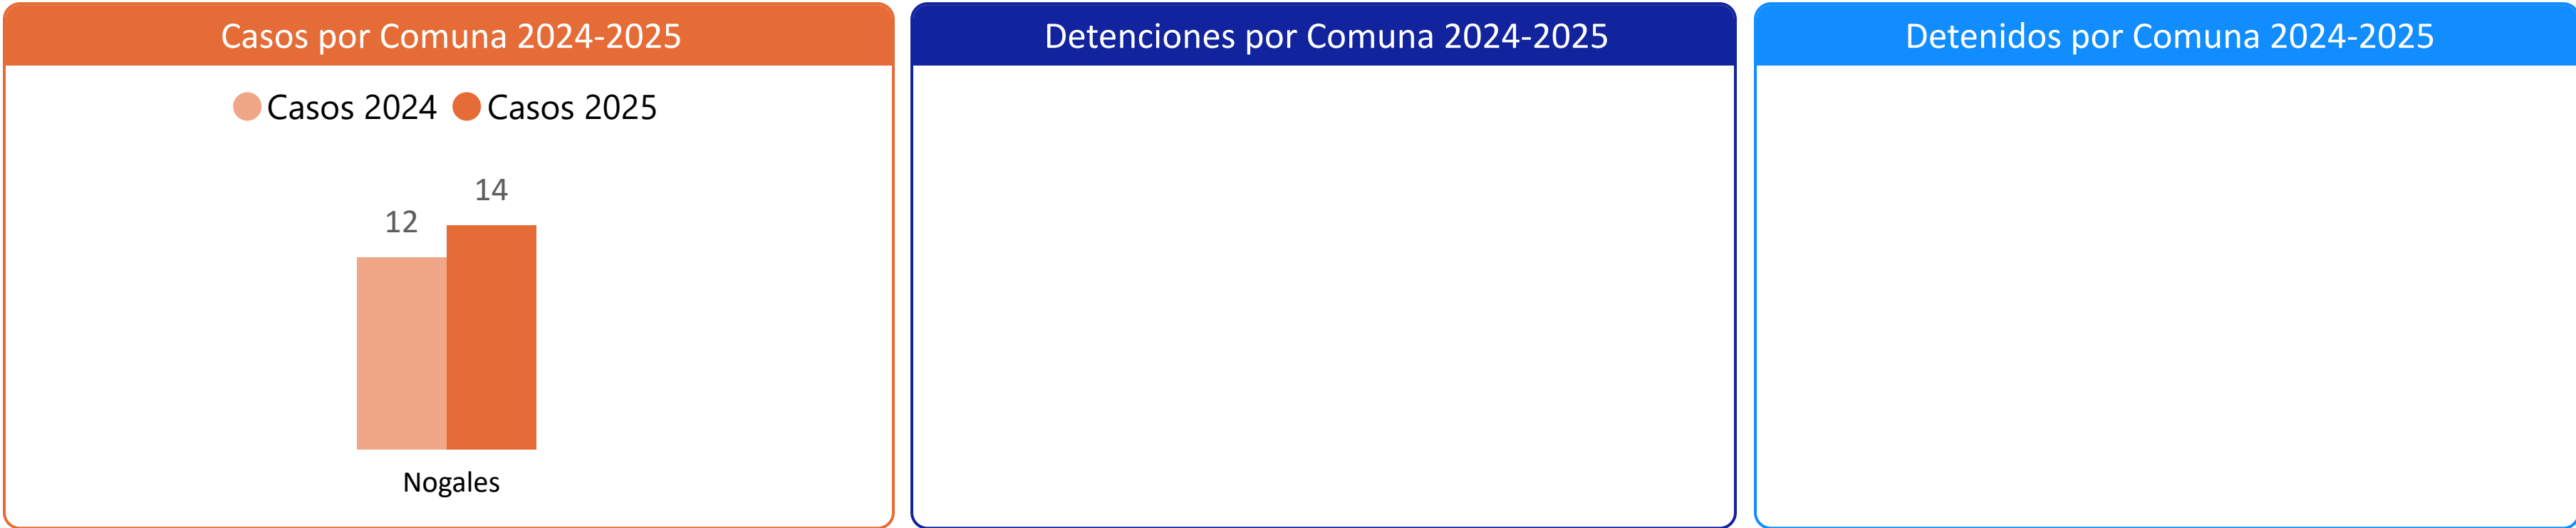 Casos por Comuna 2024-2025
Casos 2024 Casos 2025
14
12
Nogales
Detenciones por Comuna 2024-2025
Detenidos por Comuna 2024-2025